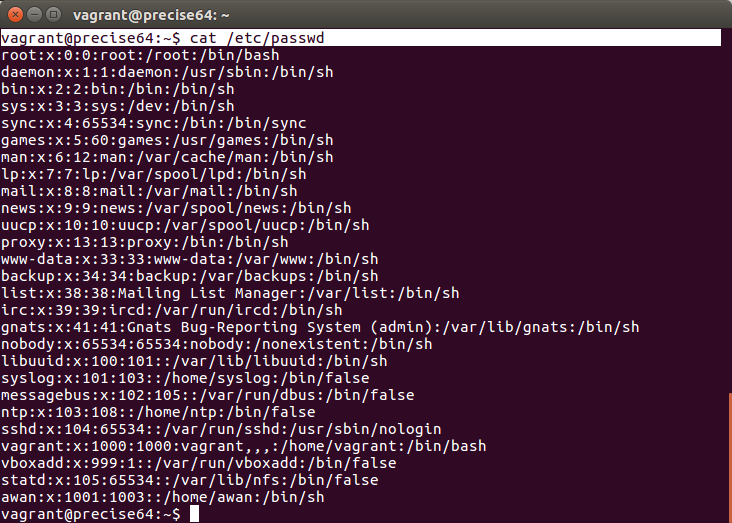 vagrant@precise64: ~
vagrant@precise64:~$ cat /etc/passwd
root:x:0:0:root:/root:/bin/bash
daemon:x:1:1:daemon:/usr/sbin:/bin/sh
bin:x:2:2:bin:/bin:/bin/sh
sys:x:3:3:sys:/dev:/bin/sh
sync:x:4:65534:sync:/bin:/bin/sync
games:x:5:60:games:/usr/games:/bin/sh
man:x:6:12:man:/var/cache/man:/bin/sh
lp:x:7:7:lp:/var/spool/lpd:/bin/sh
mail:x:8:8:mail:/var/mail:/bin/sh
news:x:9:9:news:/var/spool/news:/bin/sh
uucp:x:10:10:uucp:/var/spool/uucp:/bin/sh
proxy:x:13:13:proxy:/bin:/bin/sh
www-data:x:33:33:www-data:/var/www:/bin/sh
backup:x:34:34:backup:/var/backups:/bin/sh
list:x:38:38:Mailing List Manager:/var/list:/bin/sh
irc:x:39:39:ircd:/var/run/ircd:/bin/sh
gnats:x:41:41:Gnats Bug-Reporting System (admin):/var/lib/gnats:/bin/sh
nobody:x:65534:65534:nobody:/nonexistent:/bin/sh
libuuid:x:100:101::/var/lib/libuuid:/bin/sh
syslog:x:101:103::/home/syslog:/bin/false
messagebus:x:102:105::/var/run/dbus:/bin/false
ntp:x:103:108::/home/ntp:/bin/false
sshd:x:104:65534::/var/run/sshd:/usr/sbin/nologin
vagrant:x:1000:1000:vagrant,,,:/home/vagrant:/bin/bash
vboxadd:x:999:1::/var/run/vboxadd:/bin/false
statd:x:105:65534::/var/lib/nfs:/bin/false
awan:x:1001:1003::/home/awan:/bin/sh
vagrant@precise64:~$